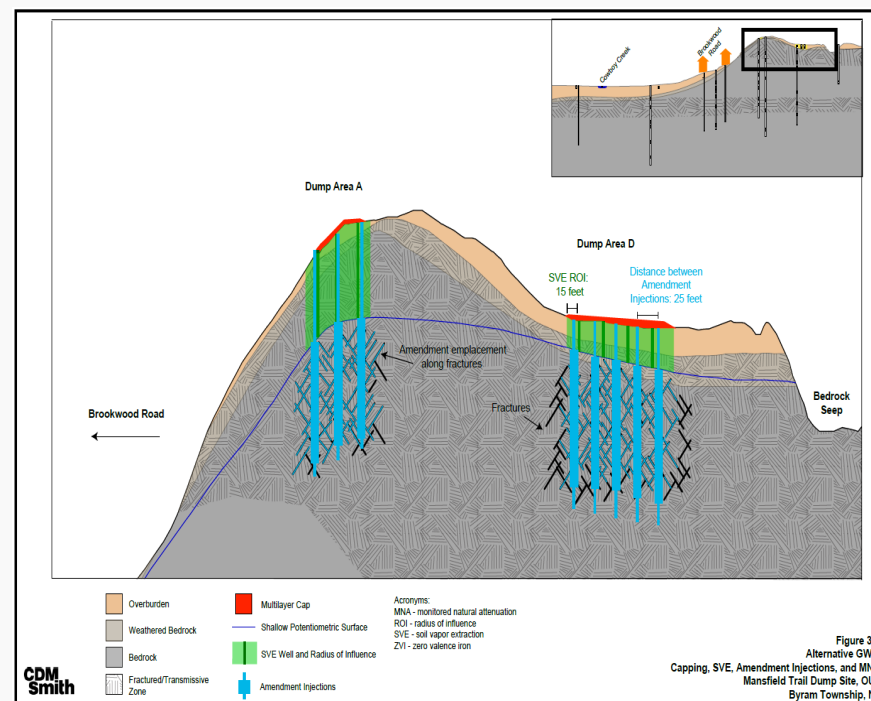 Cowboy Creek
Brookwood
Road
Dump Area A
Dump Area D
SVE ROI:
15 feet
Distance between
Amendment
Injections: 25 feet
Amendment emplacement
along fractures
Fractures
Brookwood Road
Bedrock
Seep
Overburden
Weathered Bedrock
Bedrock
Fractured/Transmissive
Zone
Multilayer Cap
Shallow Potentiometric Surface
SVE Well and Radius of Influence
Amendment Injections
Acronyms:
MNA - monitored natural attenuation
ROI - radius of influence
SVE - soil vapor extraction
ZVI - zero valence iron
Figure 3
Alternative GW
Capping, SVE, Amendment Injections, and MN
Mansfield Trail Dump Site, OU
Byram Township, N
CDM
Smith